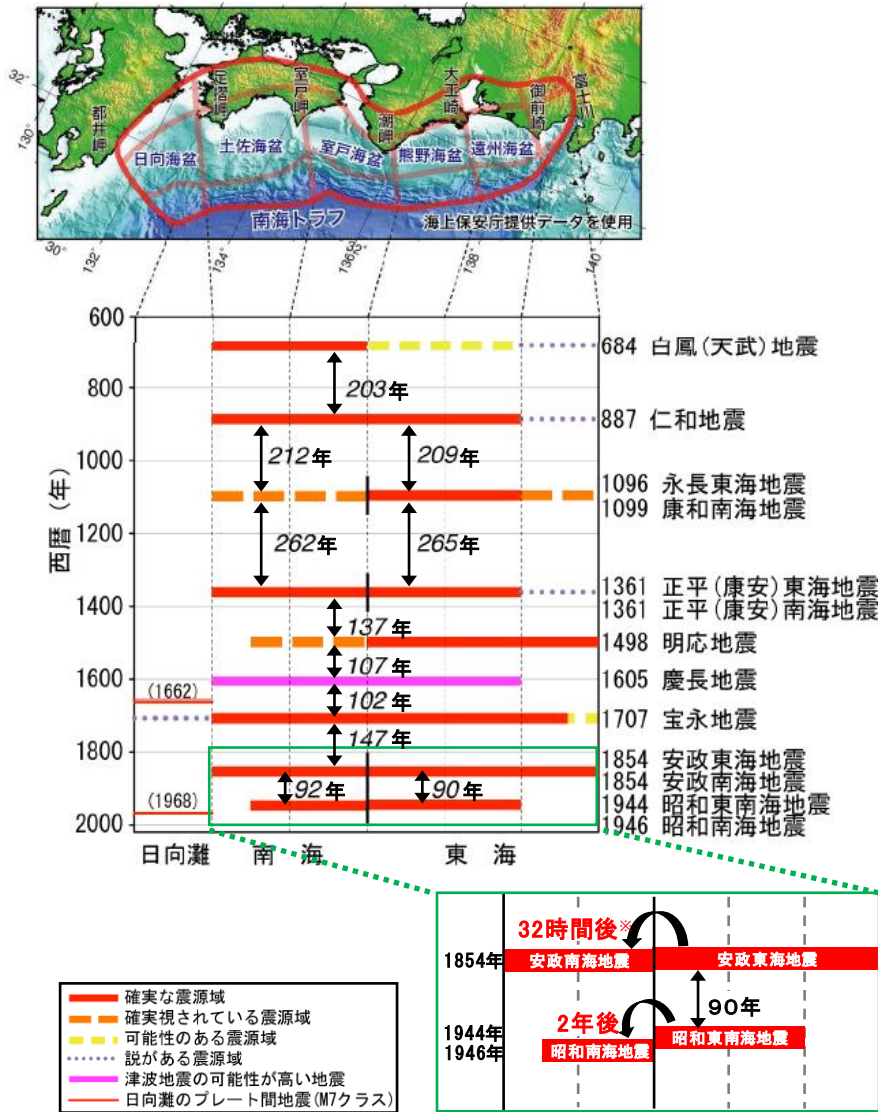 足摺岬
室戸岬
大王崎
御前崎
富士川
潮岬
都井岬
日向海盆
土佐海盆
室戸海盆
熊野海盆
遠州海盆
南海トラフ
海上保安庁提供データを使用
32°
130°
30°
132°
134°
136°
138°
140°
西暦（年）
600
800
1000
1200
1400
1600
1800
2000
684 白鳳(天武)地震
203年
887 仁和地震
212年
209年
1096 永長東海地震
1099 康和南海地震
262年
265年
1361 正平(康安)東海地震
1361 正平(康安)南海地震
137年
1498 明応地震
107年
1605 慶長地震
(1662)
102年
1707 宝永地震
147年
1854 安政東海地震
1854 安政南海地震
92年
90年
1944 昭和東南海地震
(1968)
1946 昭和南海地震
日向灘
南 海
東 海
32時間後※
1854年
安政南海地震
安政東海地震
90年
2年後
1944年
昭和東南海地震
1946年
昭和南海地震
確実な震源域
確実視されている震源域
可能性のある震源域
説がある震源域
津波地震の可能性が高い地震
日向灘のプレート間地震(M7クラス)